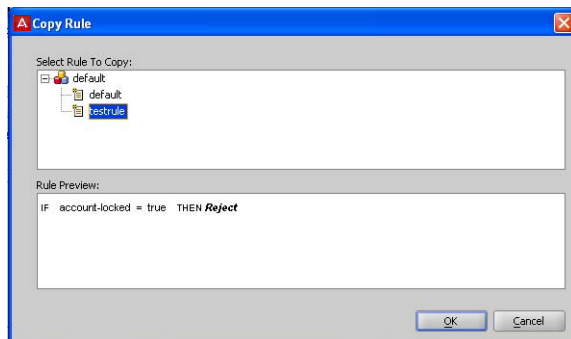 Copy Rule
Select Rule To Copy:
default
default
testrule
Rule Preview:
IF account-locked = true THEN Reject
OK
Cancel